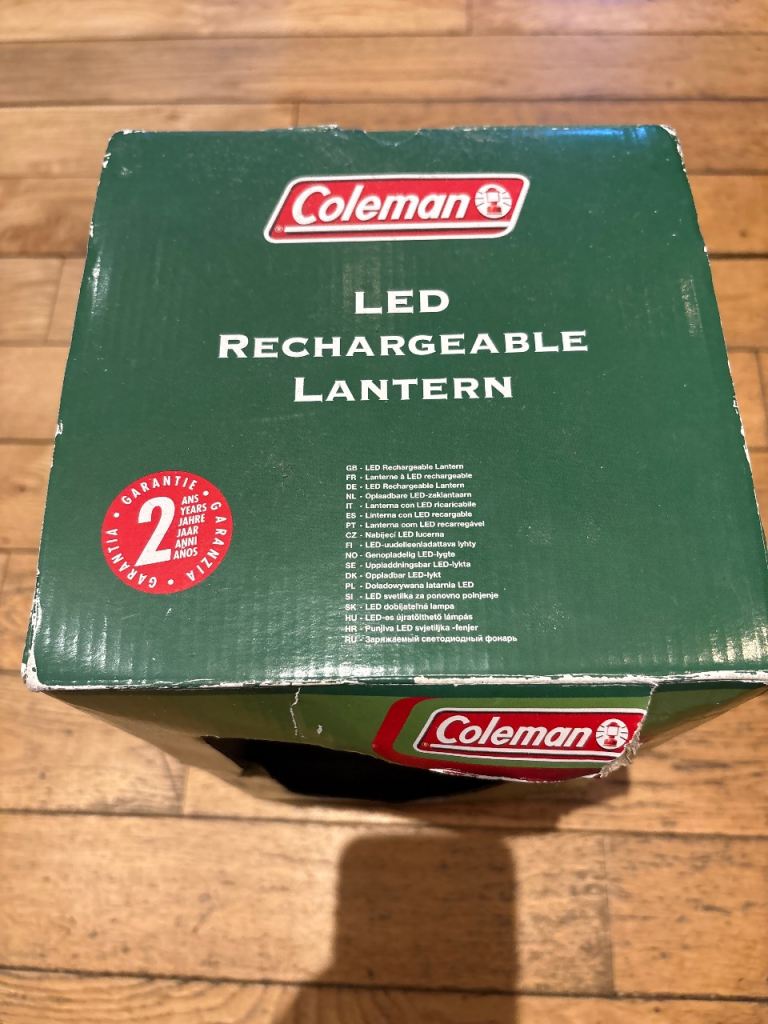 Coleman
LED
RECHARGEABLE
LANTERN
GARANTIE • GARANZIA • GARANTIA •
2
ANS
YEARS
JAHRE
JAAR
ANNI
AÑOS
GB - LED Rechargeable Lantern
FR - Lanterne à LED rechargeable
DE - LED Rechargeable Lantern
NL - Oplaadbare LED-zaklantaarn
IT - Lanterna con LED ricaricabile
ES - Linterna con LED recargable
PT - Lanterna com LED recarregável
CZ - Nabíjecí LED lucerna
FI - LED-uudelleenladattava lyhty
NO - Genopladelig LED-lygte
SE - Uppladdningsbar LED-lykta
DK - Oppladbar LED-lykt
PL - Doładowywana latarnia LED
SI - LED svetilka za ponovno polnjenje
SK - LED dobíjateľná lampa
HU - LED-es újratölthető lámpás
HR - Punjiva LED svjetiljka -fenjer
RU - Заряжаемый светодиодный фонарь
Coleman